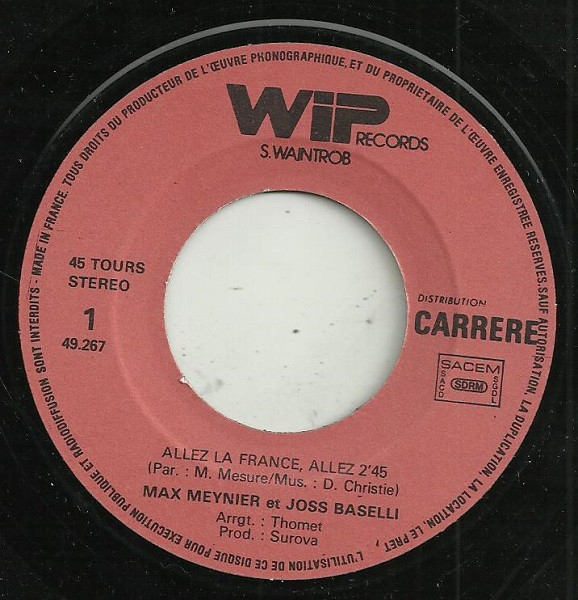 MADE IN FRANCE. TOUS DROITS DU PRODUCTEUR DE L'ŒUVRE PHONOGRAPHIQUE, ET DU PROPRIETAIRE DE L'ŒUVRE ENREGISTREE RESERVES. SAUF AUTORISATION, LA DUPLICATION, LA LOCATION, LE PRET, L'UTILISATION DE CE DISQUE POUR EXECUTION PUBLIQUE ET RADIODIFFUSION SONT INTERDITS -
WIP
RECORDS
S. WAINTROB
45 TOURS
STEREO
1
49.267
DISTRIBUTION
CARRERE
SACEM
SACD
SDRM
SGDL
ALLEZ LA FRANCE, ALLEZ 2'45
(Par. : M. Mesure/Mus. : D. Christie)
MAX MEYNIER et JOSS BASELLI
Arrgt. : Thomet
Prod. : Surova